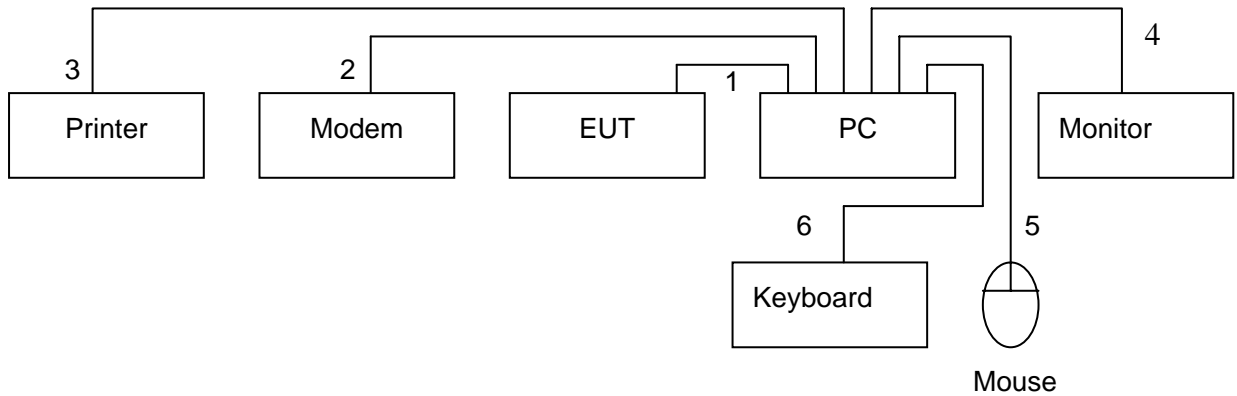 4
3
2
1
Printer
Modem
EUT
PC
Monitor
6
5
Keyboard
Mouse